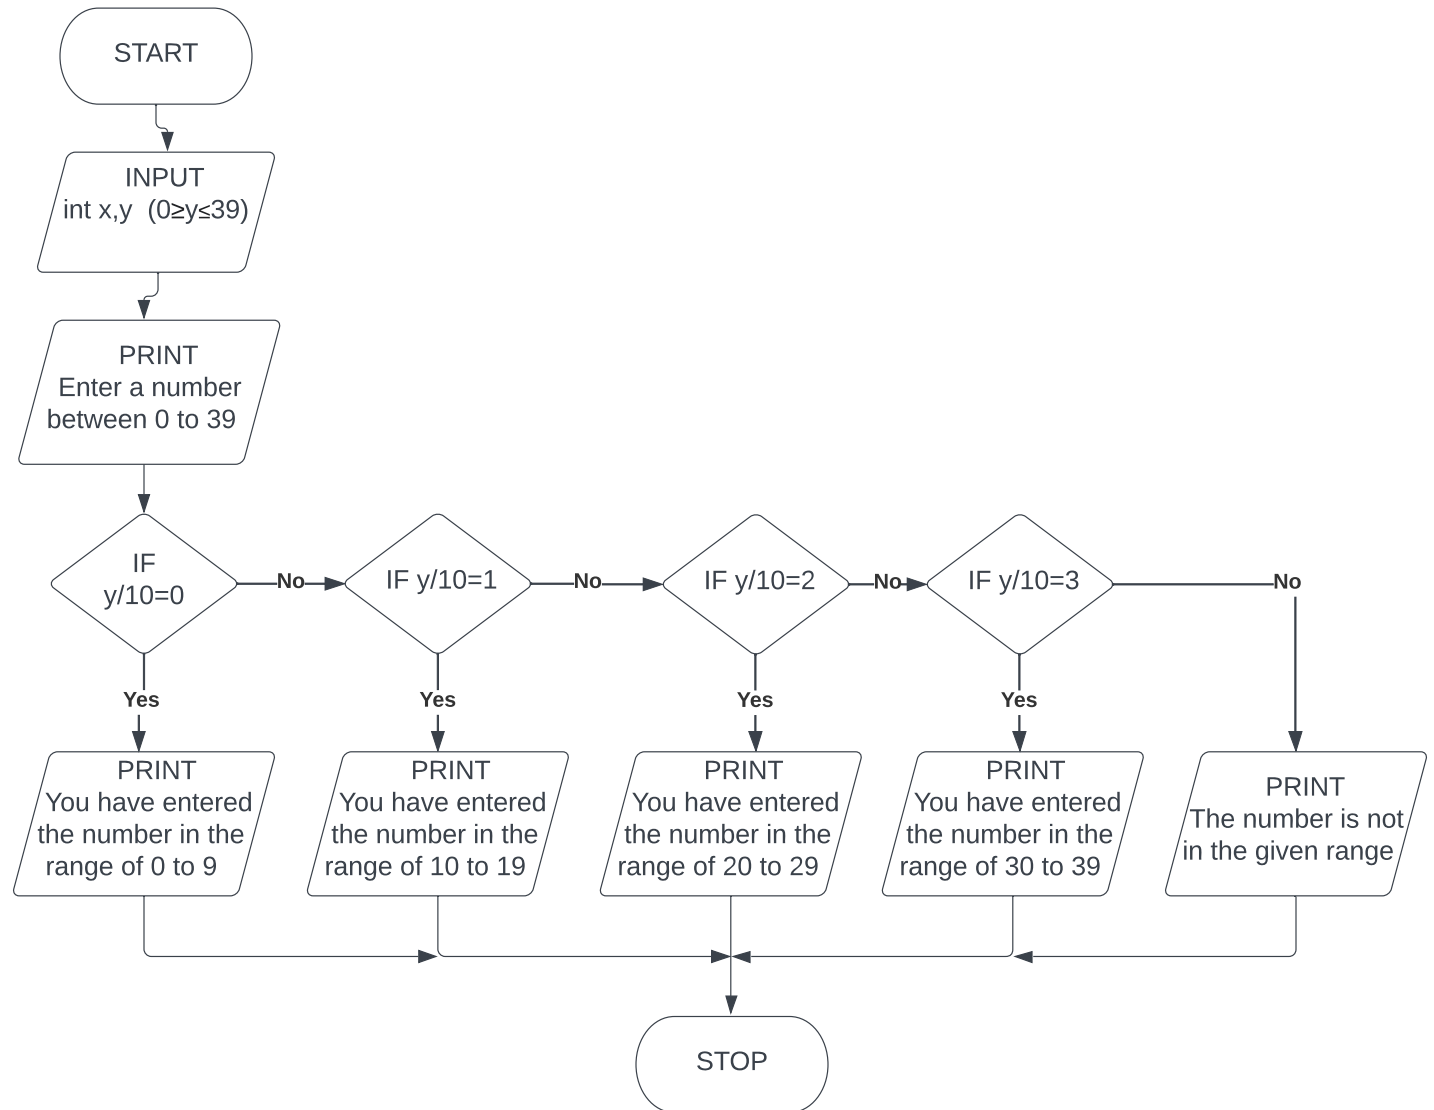 START
INPUT
int x,y  (0≥y≤39)
PRINT
Enter a number
between 0 to 39
IF
y/10=0
No
IF y/10=1
No
IF y/10=2
No
IF y/10=3
No
Yes
Yes
Yes
Yes
PRINT
You have entered
the number in the
range of 0 to 9
PRINT
You have entered
the number in the
range of 10 to 19
PRINT
You have entered
the number in the
range of 20 to 29
PRINT
You have entered
the number in the
range of 30 to 39
PRINT
The number is not
in the given range
STOP